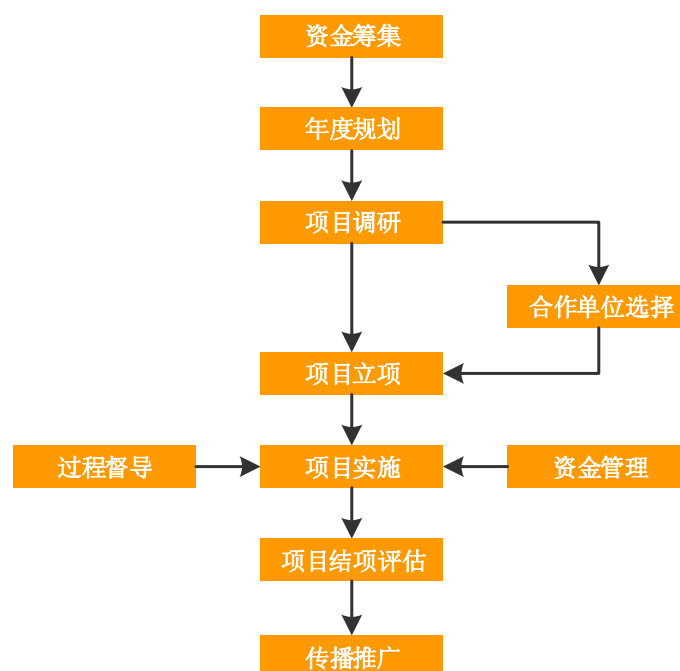 资金筹集
年度规划
项目调研
合作单位选择
项目立项
过程督导
项目实施
资金管理
项目结项评估
传播推广